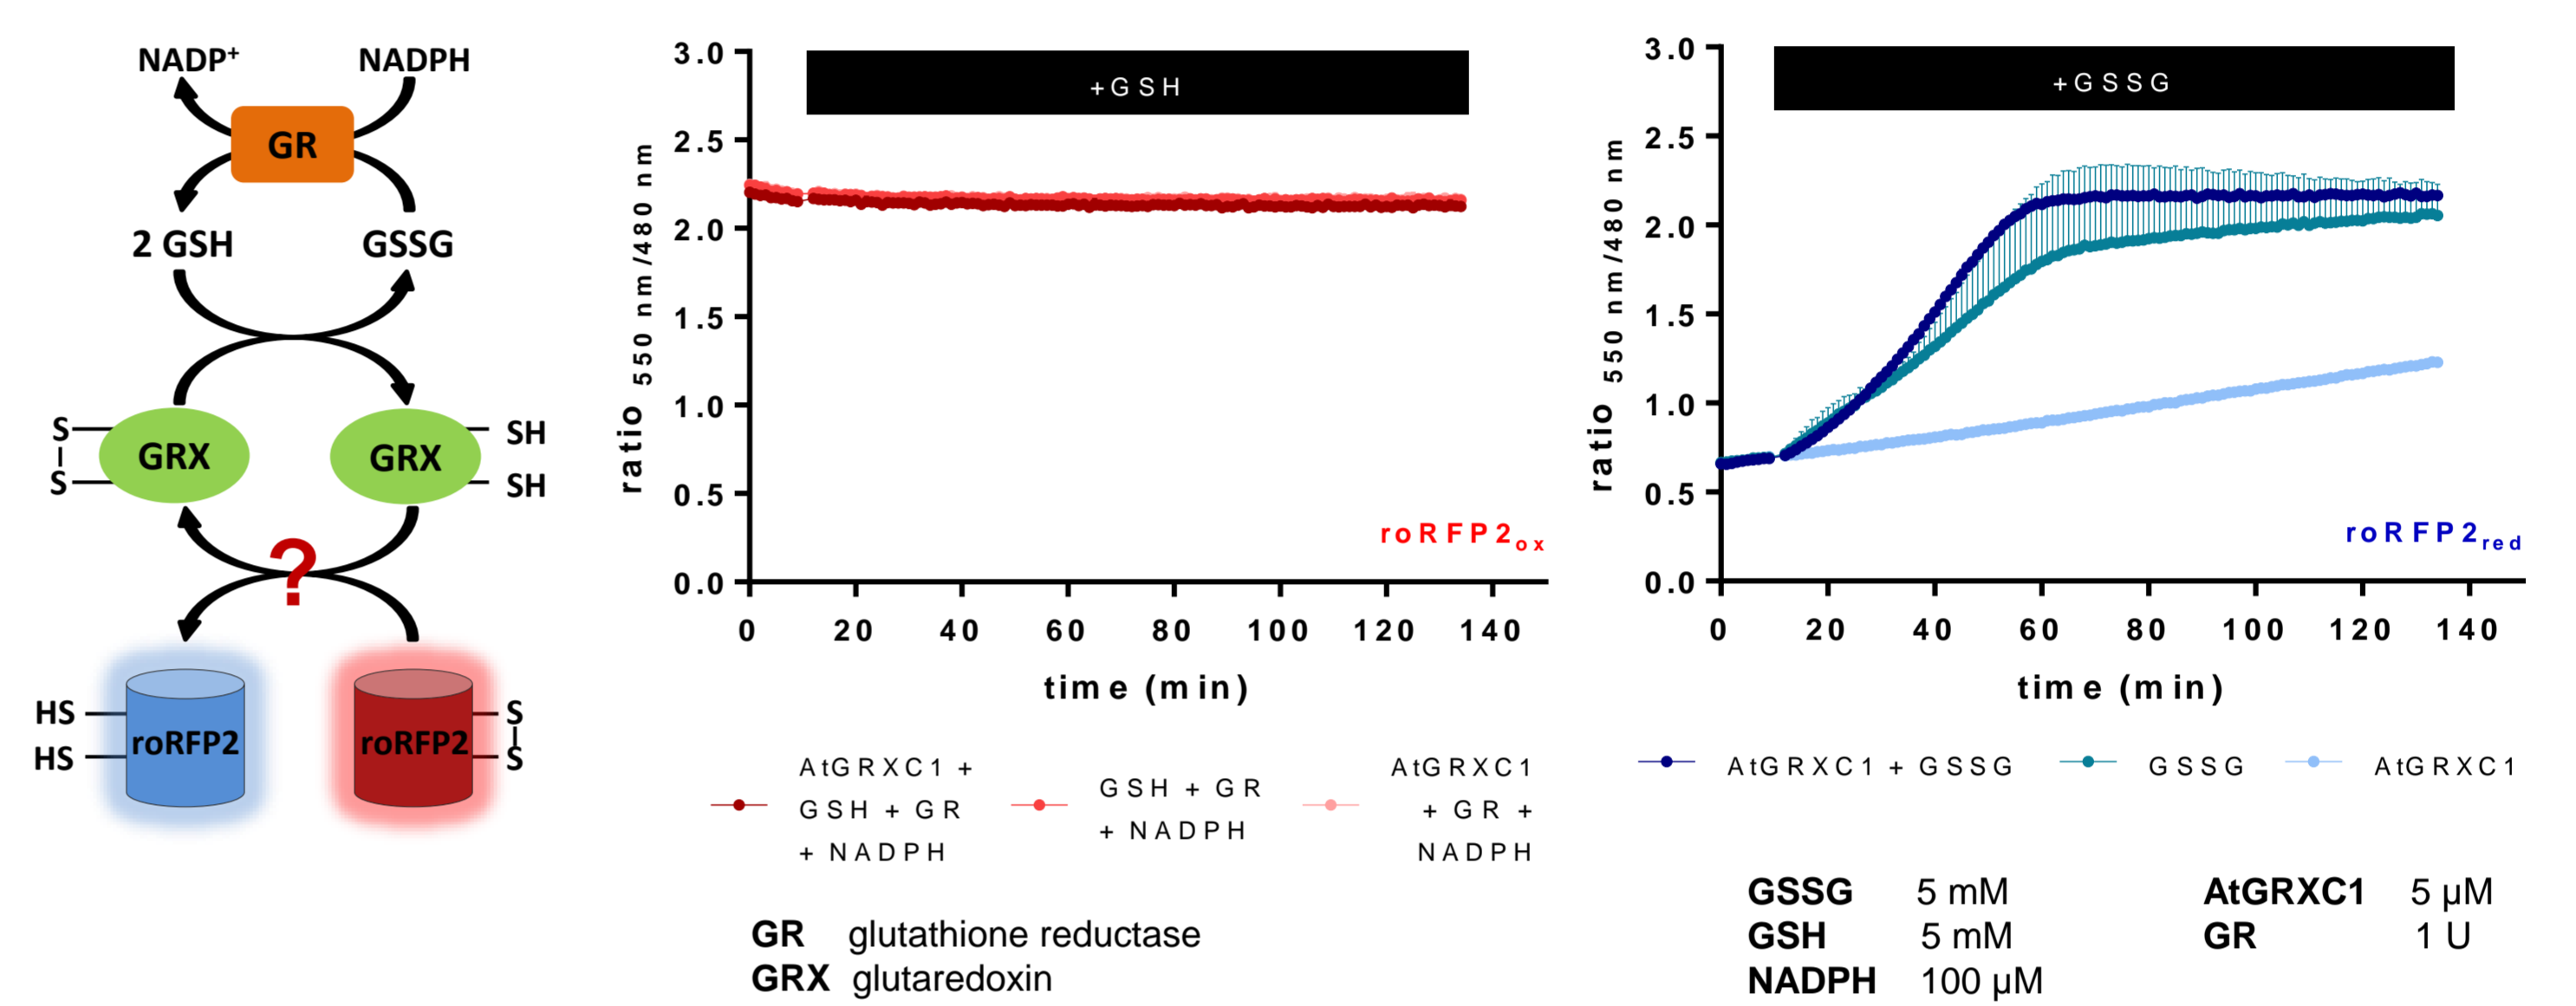 NADP+ NADPH
GR
2 GSH GSSG
S
S
GRX
GRX
SH
SH
?
HS
HS
roRFP2
roRFP2
S
S
3.0
2.5
2.0
1.5
1.0
0.5
0.0
ratio 550 nm/480 nm
+GSH
roRFP2ox
0 20 40 60 80 100 120 140
time (min)
AtGRXC1 +
GSH + GR
+ NADPH
GSH + GR
+ NADPH
AtGRXC1
+ GR +
NADPH
GR glutathione reductase
GRX glutaredoxin
3.0
2.5
2.0
1.5
1.0
0.5
0.0
ratio 550 nm/480 nm
+GSSG
roRFP2red
0 20 40 60 80 100 120 140
time (min)
AtGRXC1 + GSSG GSSG AtGRXC1
GSSG 5 mM AtGRXC1 5 µM
GSH 5 mM GR 1 U
NADPH 100 µM